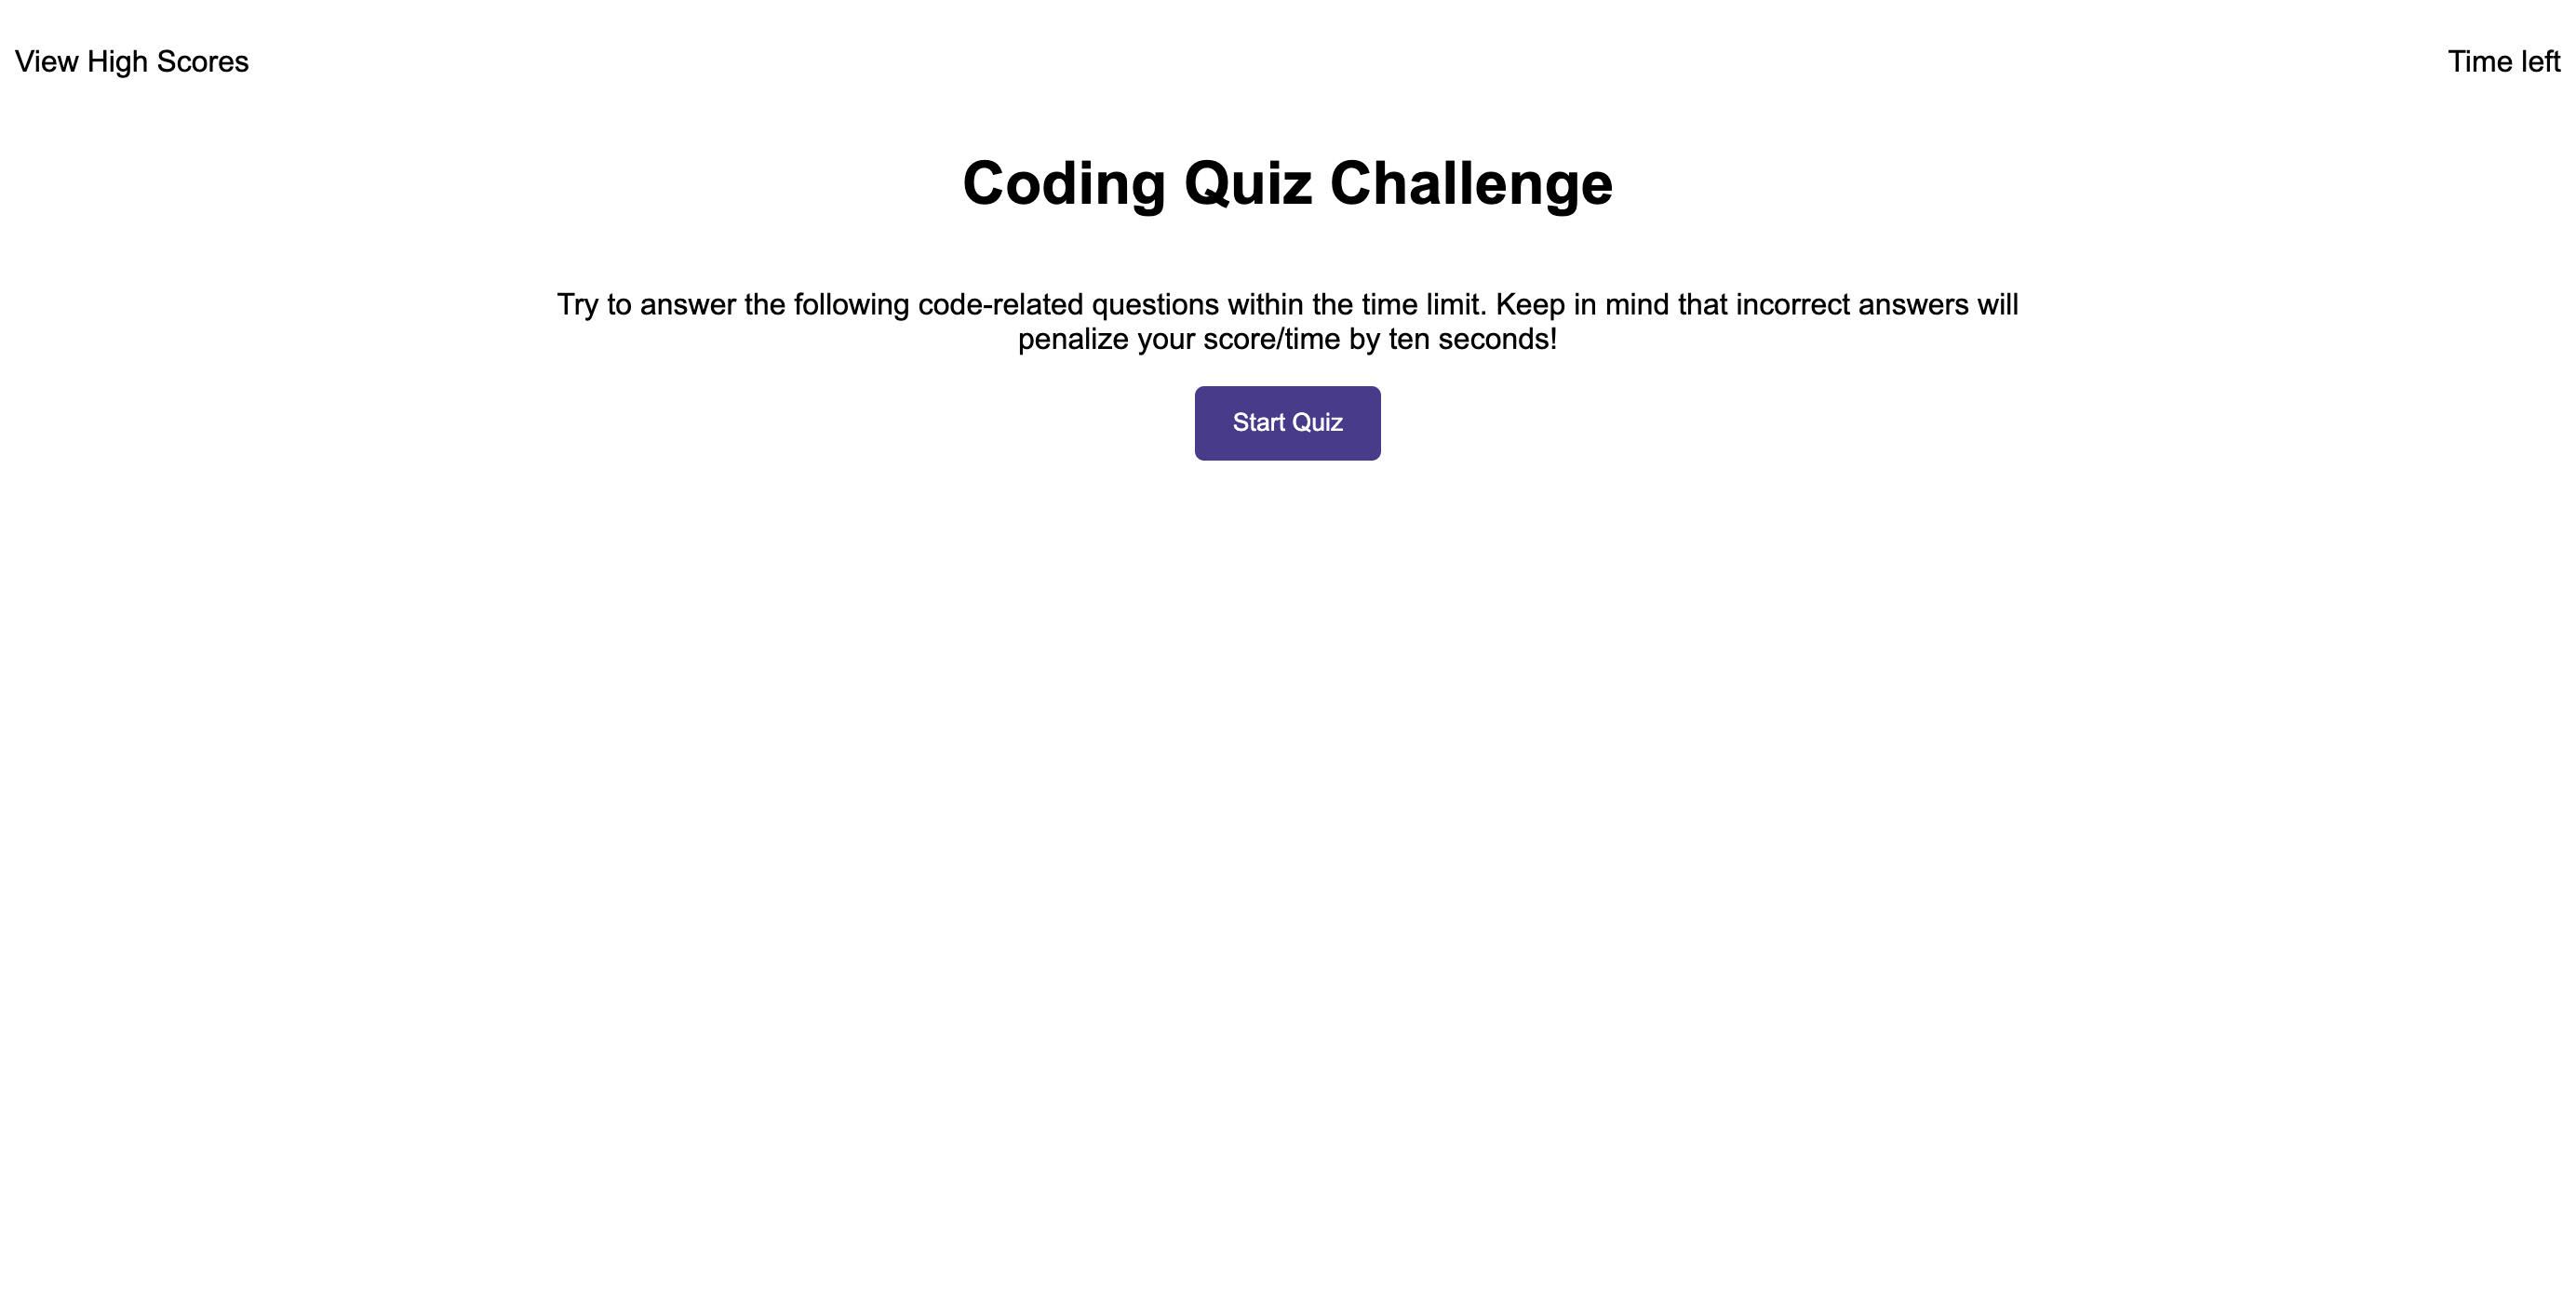 View High Scores
Time left
Coding Quiz Challenge
Try to answer the following code-related questions within the time limit. Keep in mind that incorrect answers will
penalize your score/time by ten seconds!
Start Quiz